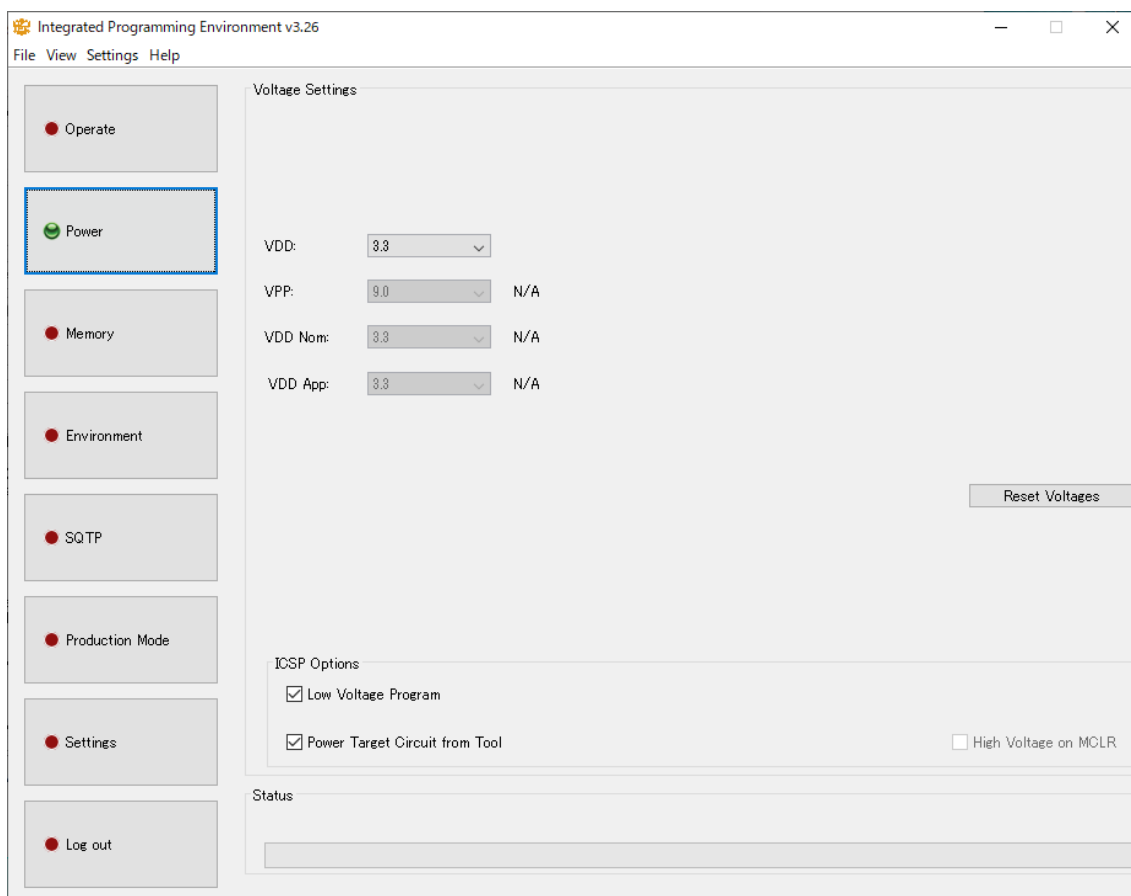 Integrated Programming Environment v3.26
File View Settings Help
Operate
Power
Memory
Environment
SQTP
Production Mode
Settings
Log out
Voltage Settings
VDD: 3.3
VPP: 9.0 N/A
VDD Nom: 3.3 N/A
VDD App: 3.3 N/A
Reset Voltages
ICSP Options
Low Voltage Program
Power Target Circuit from Tool
High Voltage on MCLR
Status